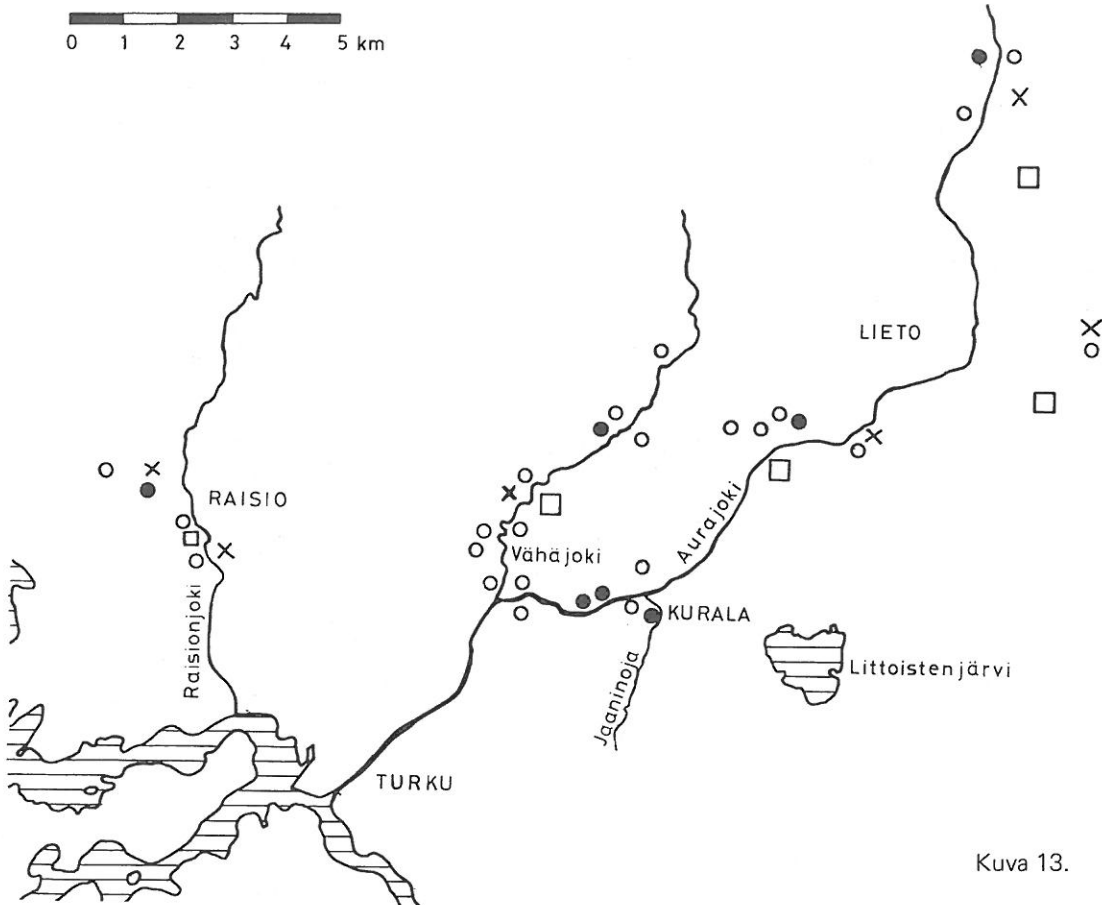 0 1 2 3 4 5 km
LIETO
RAISIO
Aurajoki
Vähäjoki
KURALA
Raisionjoki
Jaaninoja
Littoistenjärvi
TURKU
Kuva 13.